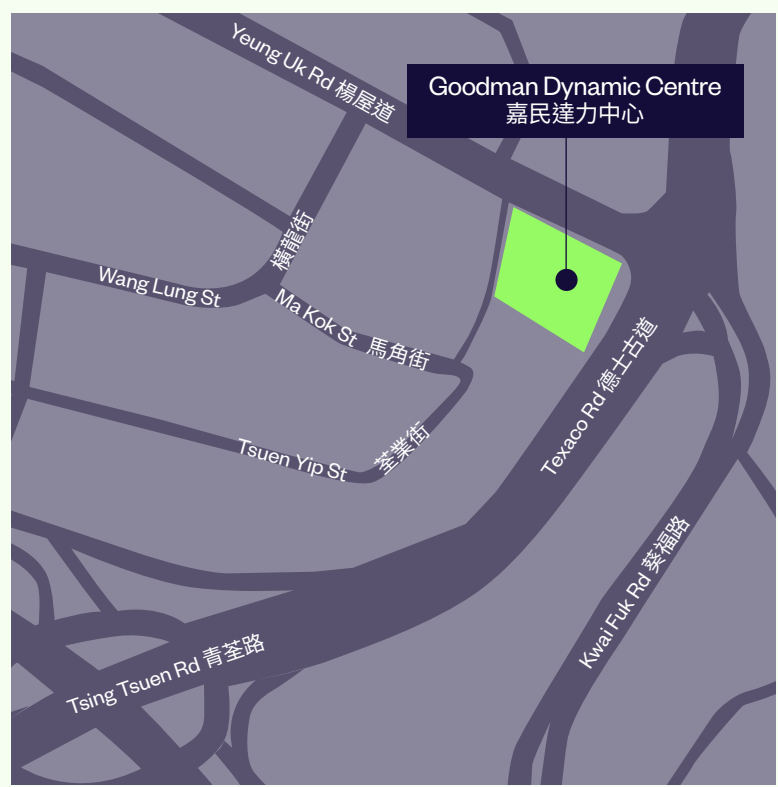 Yeung Uk Rd 楊屋道
Goodman Dynamic Centre
嘉民達力中心
橫龍街
Wang Lung St
Ma Kok St 馬角街
Texaco Rd 德士古道
Tsuen Yip St
荃業街
Kwai Fuk Rd 葵福路
Tsing Tsuen Rd 青荃路